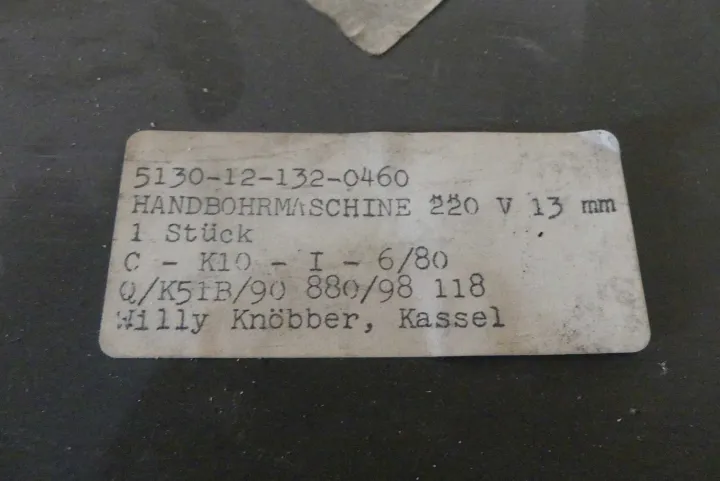 5130-12-132-0460
HANDBOHRMASCHINE 220 V 13 mm
1 Stück
C - K10 - I - 6/80
Q/K51B/90 880/98 118
Willy Knöbber, Kassel